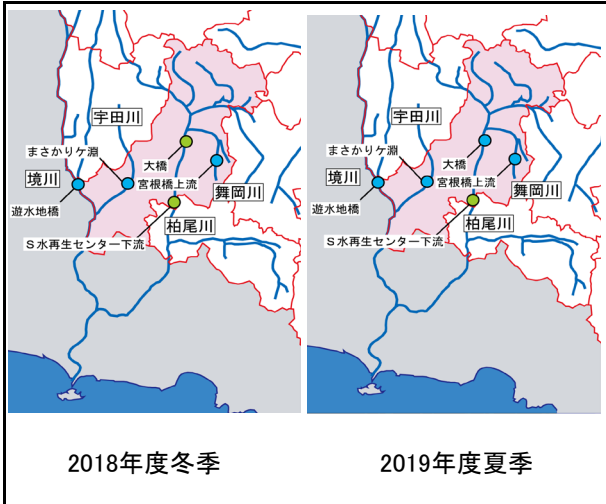 宇田川
まさかりケ淵
大橋
境川
宮根橋上流
舞岡川
遊水地橋
柏尾川
S水再生センター下流
2018年度冬季
宇田川
まさかりケ淵
大橋
境川
宮根橋上流
舞岡川
遊水地橋
柏尾川
S水再生センター下流
2019年度夏季